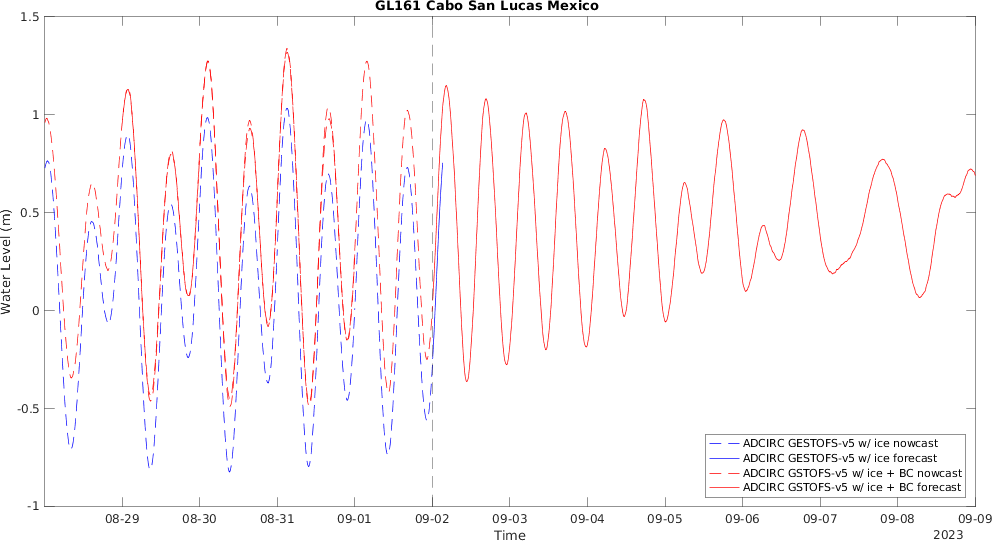 GL161 Cabo San Lucas Mexico
Water Level (m)
1.5
1
0.5
0
-0.5
-1
08-29 08-30 08-31 09-01 09-02 09-03 09-04 09-05 09-06 09-07 09-08 09-09
Time
2023
ADCIRC GESTOFS-v5 w/ ice nowcast
ADCIRC GESTOFS-v5 w/ ice forecast
ADCIRC GSTOFS-v5 w/ ice + BC nowcast
ADCIRC GSTOFS-v5 w/ ice + BC forecast